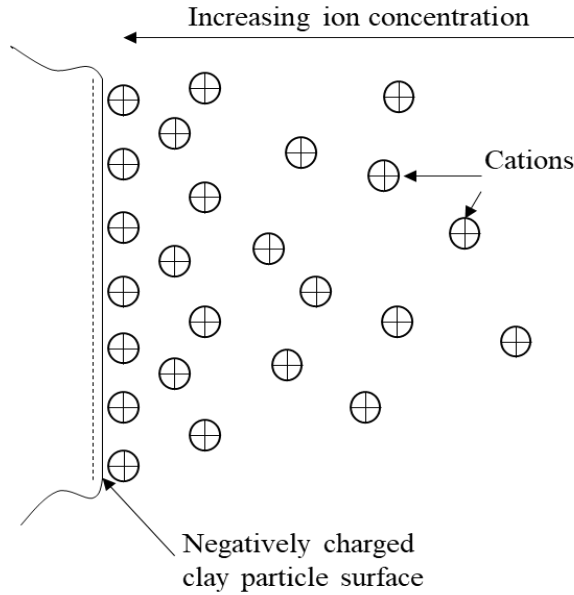 Increasing ion concentration
Cations
Negatively charged
clay particle surface